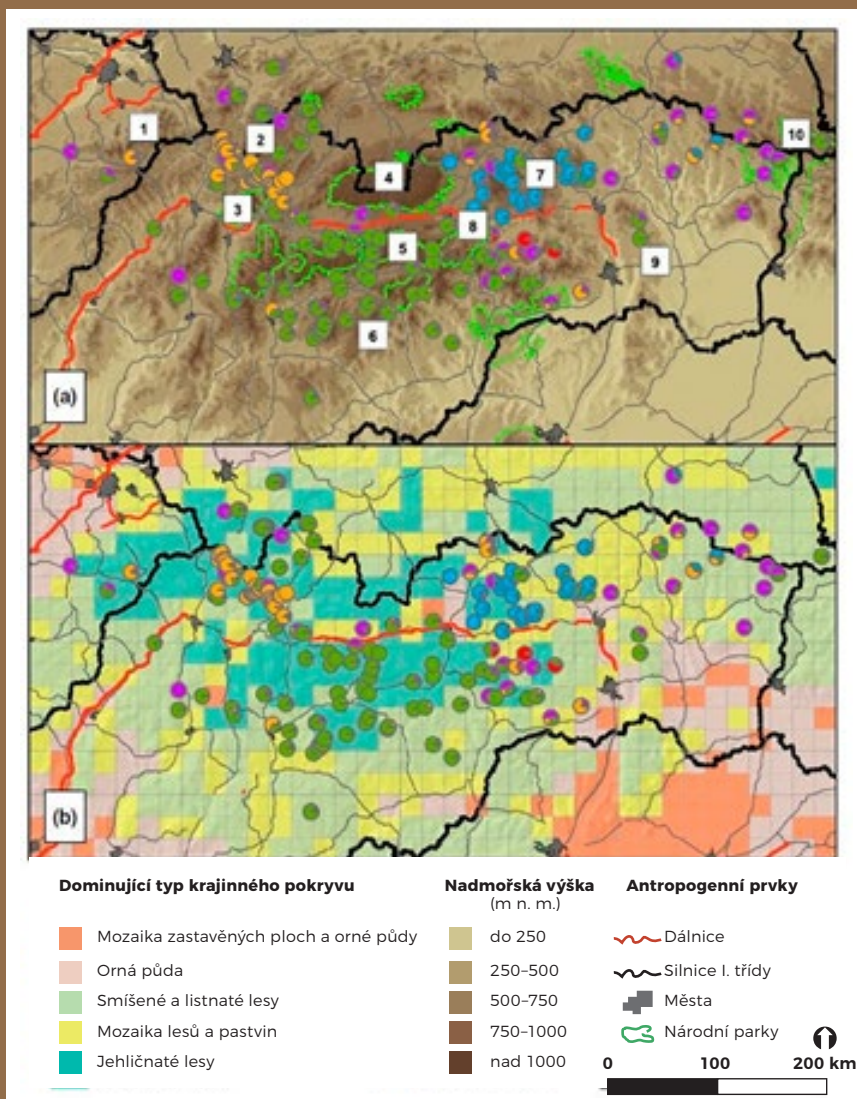 1
2
10
4
7
3
8
5
9
6
(a)
(b)
Dominující typ krajinného pokryvu
Mozaika zastavěných ploch a orné půdy
Orná půda
Smíšené a listnaté lesy
Mozaika lesů a pastvin
Jehličnaté lesy
Nadmořská výška
(m n. m.)
do 250
250–500
500–750
750–1000
nad 1000
Antropogenní prvky
Dálnice
Silnice I. třídy
Města
Národní parky
0 100 200 km